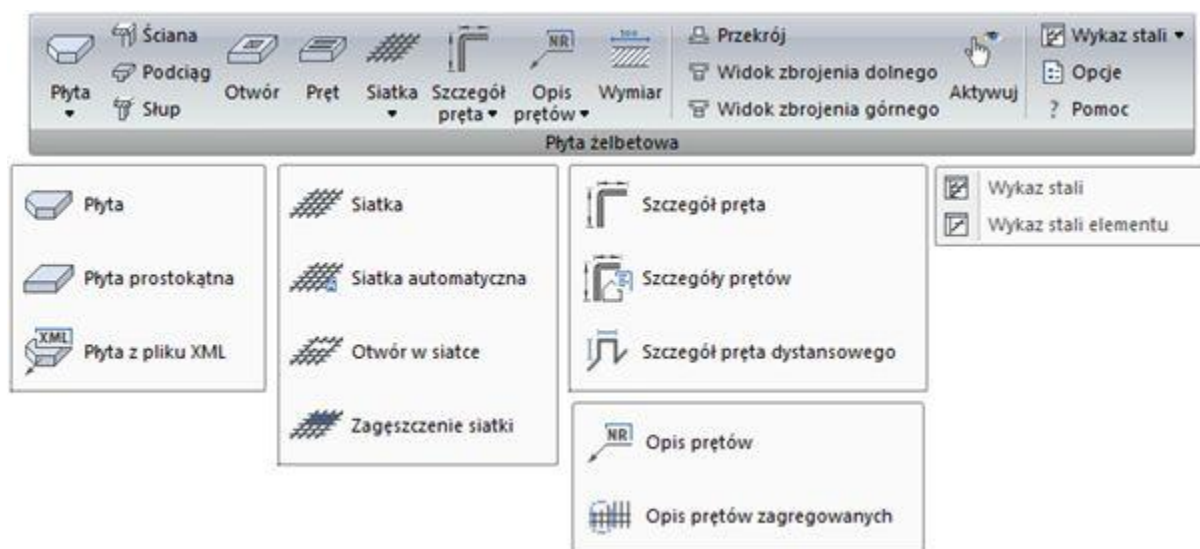 Płyta
Ściana
Podciąg
Słup
Otwór
Pręt
Siatka
Szczegół
pręta
NR
Opis
prętów
Wymiar
Przekrój
Widok zbrojenia dolnego
Widok zbrojenia górnego
Aktywuj
Wykaz stali
Opcje
? Pomoc
Płyta żelbetowa
Płyta
Płyta prostokątna
XML
Płyta z pliku XML
Siatka
Siatka automatyczna
Otwór w siatce
Zagęszczenie siatki
Szczegół pręta
Szczegóły prętów
Szczegół pręta dystansowego
NR
Opis prętów
Opis prętów zagregowanych
Wykaz stali
Wykaz stali elementu